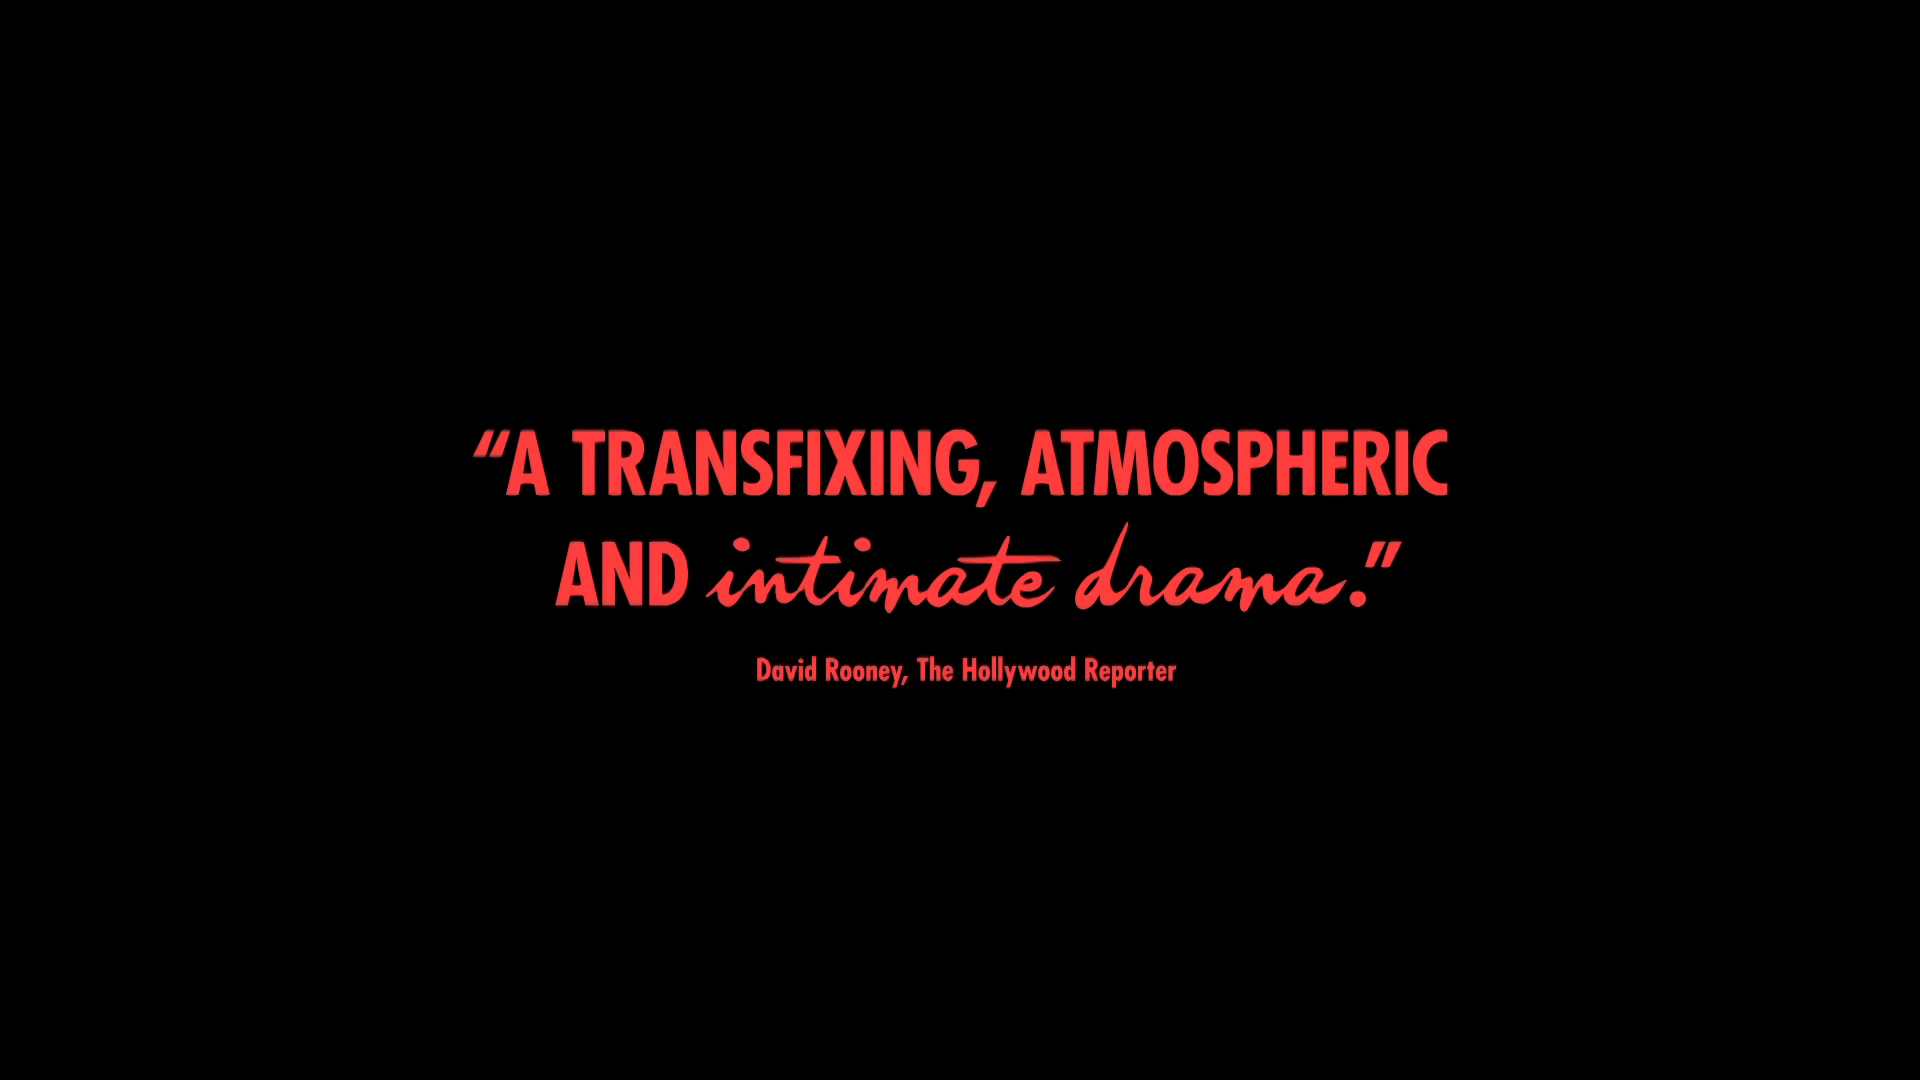 “A TRANSFIXING, ATMOSPHERIC
AND intimate drama.”
David Rooney, The Hollywood Reporter